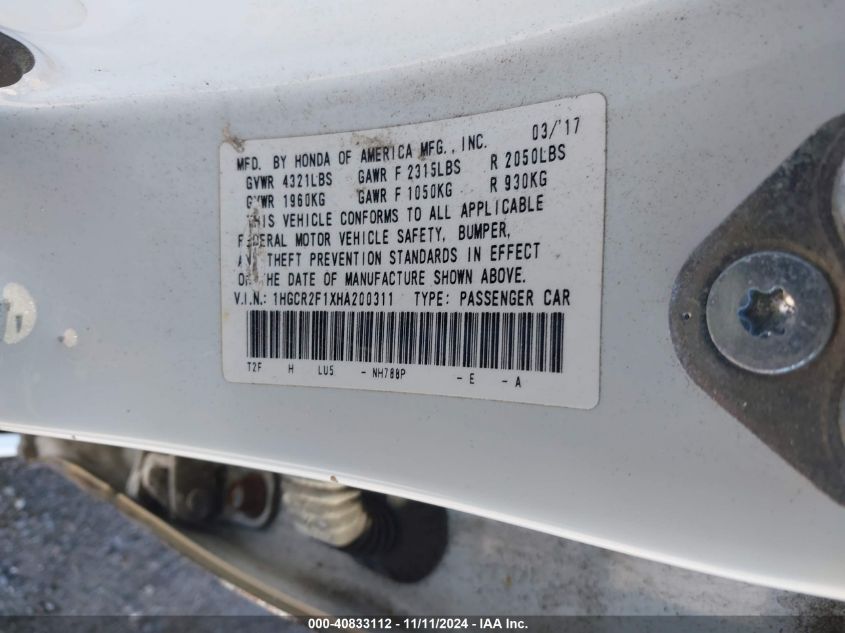 03/'17
MFD. BY HONDA OF AMERICA MFG., INC.
GVWR 4321LBS GAWR F 2315LBS R 2050LBS
GVWR 1960KG GAWR F 1050KG R 930KG
THIS VEHICLE CONFORMS TO ALL APPLICABLE
FEDERAL MOTOR VEHICLE SAFETY, BUMPER,
AND THEFT PREVENTION STANDARDS IN EFFECT
ON THE DATE OF MANUFACTURE SHOWN ABOVE.
V.I.N.: 1HGCR2F1XHA200311 TYPE: PASSENGER CAR
T2F H LU5 - NH788P - E - A
000-40833112 - 11/11/2024 - IAA Inc.